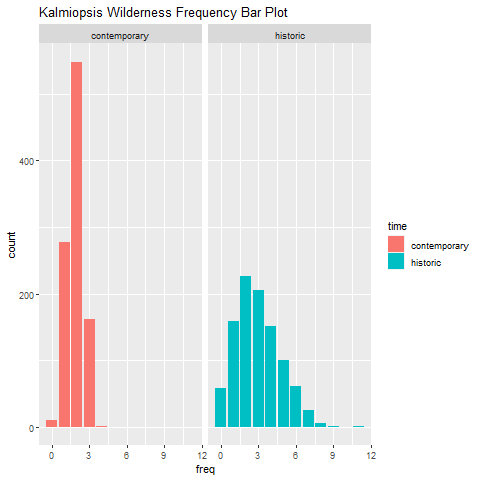 Kalmiopsis Wilderness Frequency Bar Plot
contemporary
historic
400
200
0
count
0 3 6 9 12
0 3 6 9 12
freq
time
contemporary
historic